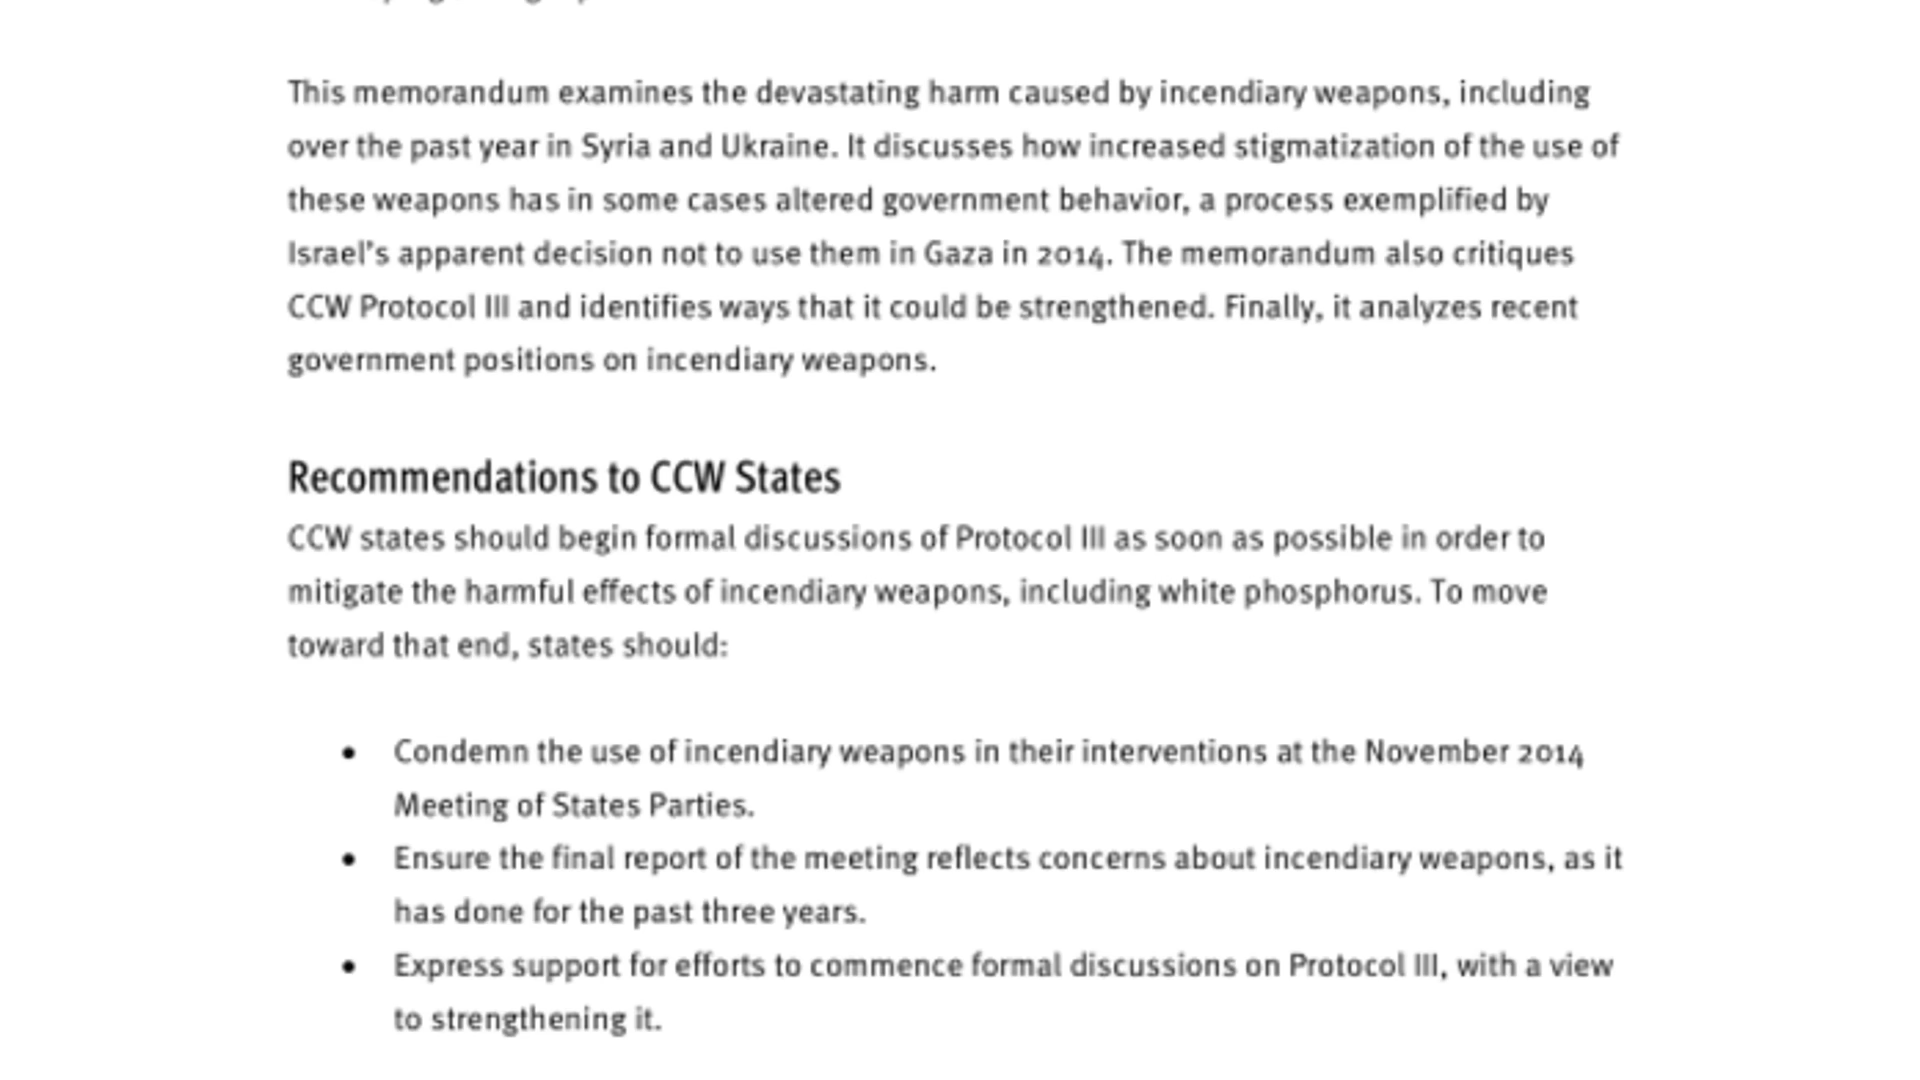 This memorandum examines the devastating harm caused by incendiary weapons, including
over the past year in Syria and Ukraine. It discusses how increased stigmatization of the use of
these weapons has in some cases altered government behavior, a process exemplified by
Israel's apparent decision not to use them in Gaza in 2014. The memorandum also critiques
CCW Protocol III and identifies ways that it could be strengthened. Finally, it analyzes recent
government positions on incendiary weapons.
Recommendations to CCW States
CCW states should begin formal discussions of Protocol III as soon as possible in order to
mitigate the harmful effects of incendiary weapons, including white phosphorus. To move
toward that end, states should:
• Condemn the use of incendiary weapons in their interventions at the November 2014
Meeting of States Parties.
• Ensure the final report of the meeting reflects concerns about incendiary weapons, as it
has done for the past three years.
• Express support for efforts to commence formal discussions on Protocol III, with a view
to strengthening it.